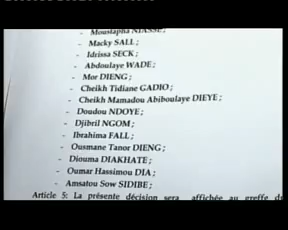 - Moustapha NIASSE ;
- Macky SALL ;
- Idrissa SECK ;
- Abdoulaye WADE ;
- Mor DIENG ;
- Cheikh Tidiane GADIO ;
- Cheikh Mamadou Abiboulaye DIEYE ;
- Doudou NDOYE ;
- Djibril NGOM ;
- Ibrahima FALL ;
- Ousmane Tanor DIENG ;
- Diouma DIAKHATE ;
- Oumar Hassimou DIA ;
- Amsatou Sow SIDIBE ;
Article 5: La présente décision sera affichée au greffe d